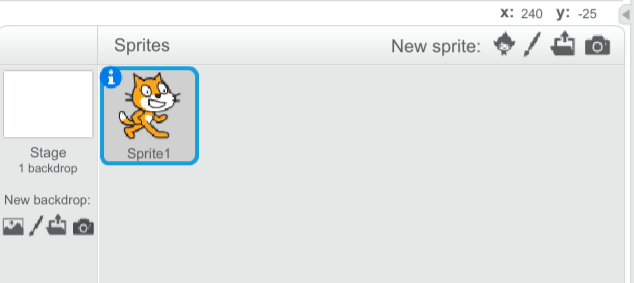 x: 240 y: -25
Sprites New sprite:
i
Sprite1
Stage
1 backdrop
New backdrop: